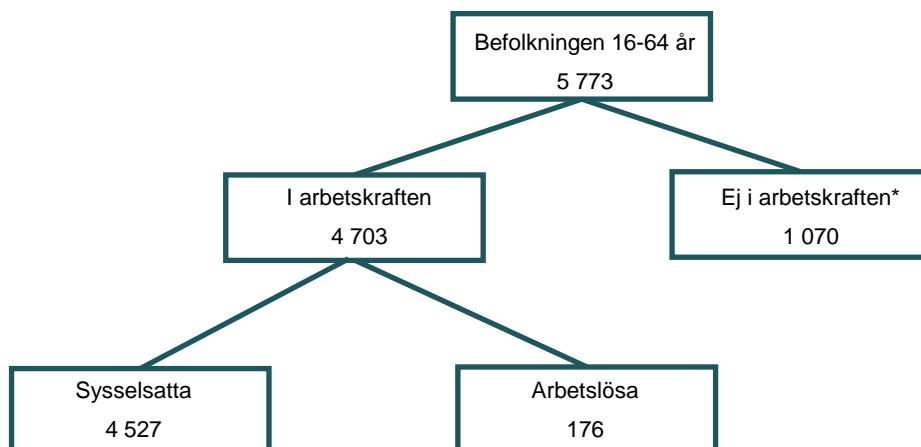 Befolkningen 16-64 år
5 773
I arbetskraften
4 703
Ej i arbetskraften*
1 070
Sysselsatta
4 527
Arbetslösa
176